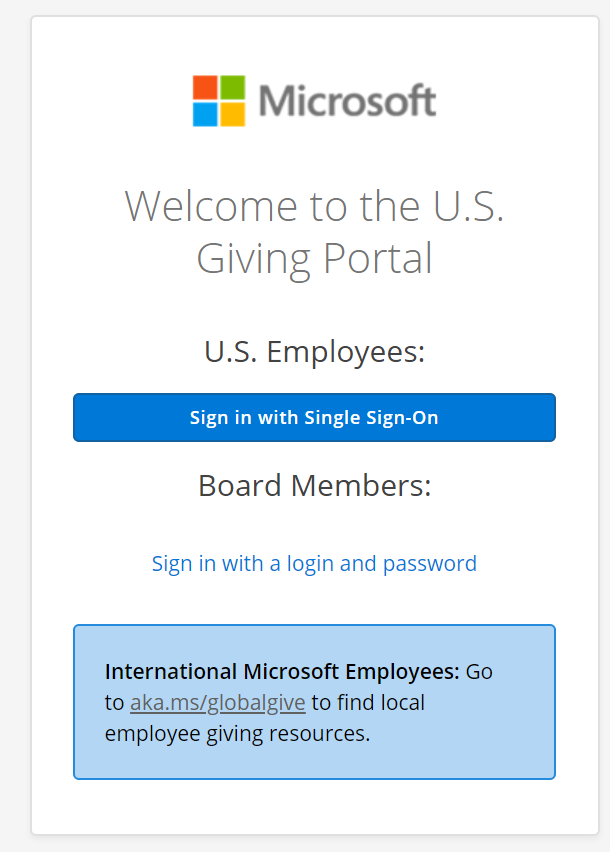 Microsoft
Welcome to the U.S.
Giving Portal
U.S. Employees:
Sign in with Single Sign-On
Board Members:
Sign in with a login and password
International Microsoft Employees: Go
to aka.ms/globalgive to find local
employee giving resources.